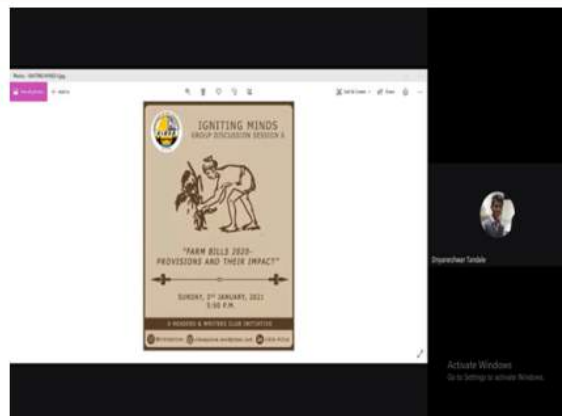 IGNITING MINDS
GROUP DISCUSSION SESSION 6
"FARM BILLS 2020-
PROVISIONS AND THEIR IMPACT"
SUNDAY, 3RD JANUARY, 2021
5:00 P.M.
A READERS & WRITERS CLUB INITIATIVE
Dnyaneshwar Tandale
Activate Windows
Go to Settings to activate Windows.